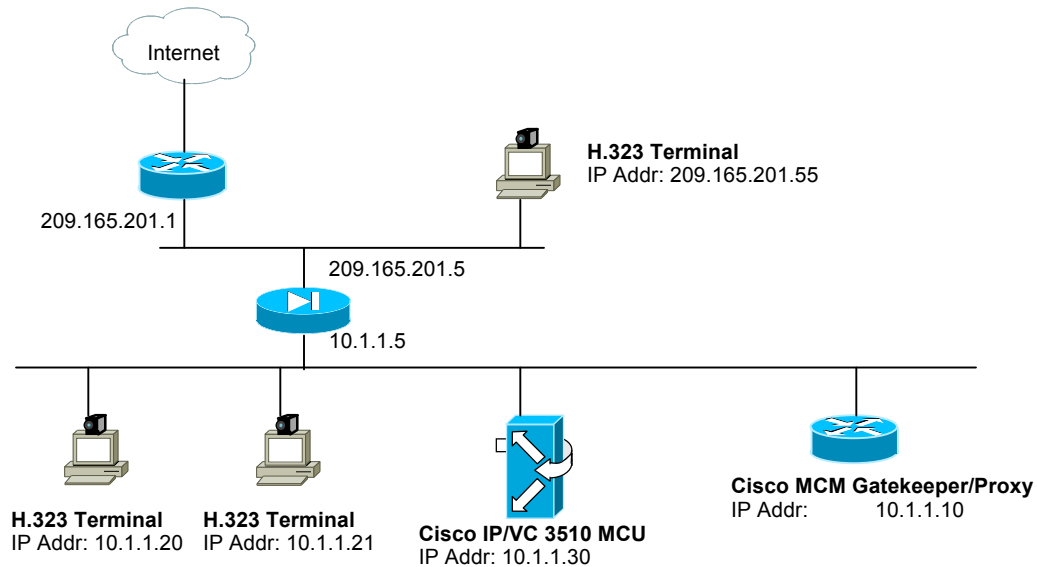 Internet
H.323 Terminal
IP Addr: 209.165.201.55
209.165.201.1
209.165.201.5
10.1.1.5
H.323 Terminal
IP Addr: 10.1.1.20
H.323 Terminal
IP Addr: 10.1.1.21
Cisco IP/VC 3510 MCU
IP Addr: 10.1.1.30
Cisco MCM Gatekeeper/Proxy
IP Addr: 10.1.1.10